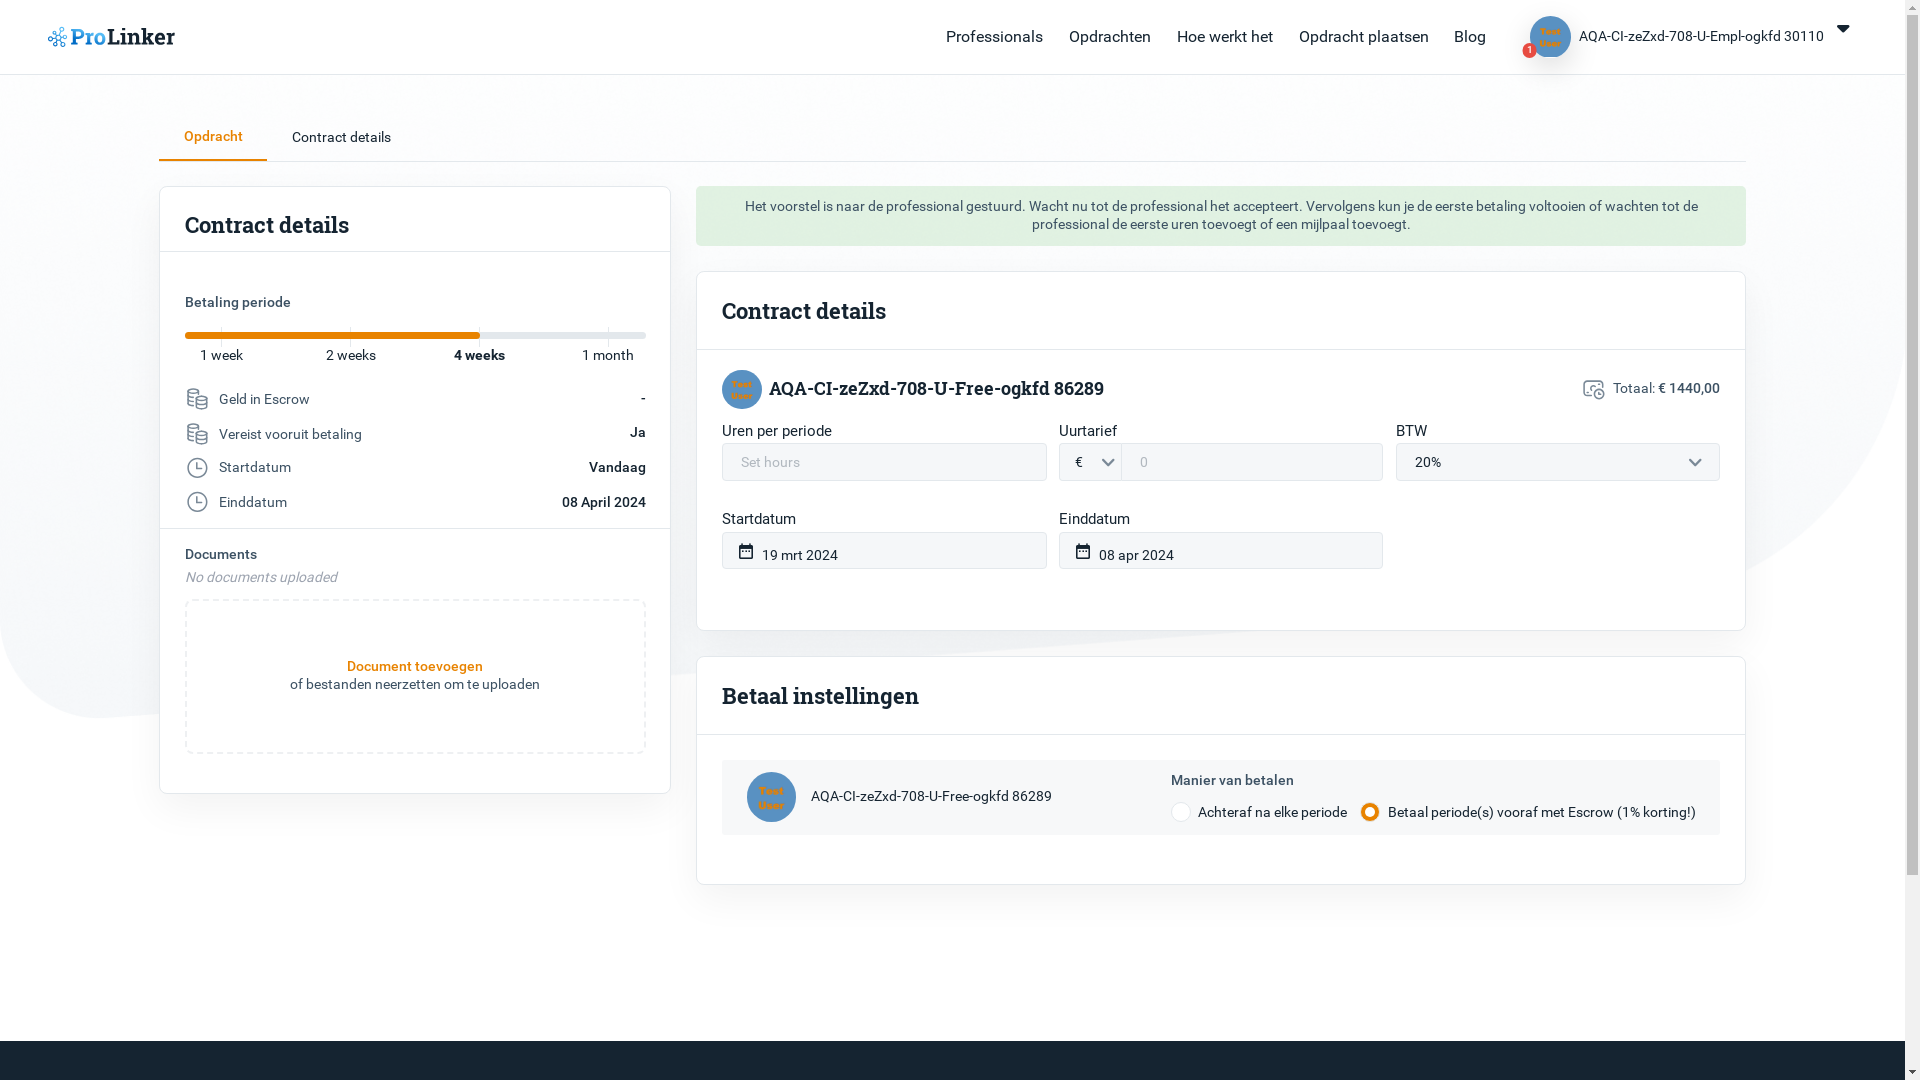 ProLinker
Professionals
Opdrachten
Hoe werkt het
Opdracht plaatsen
Blog
Test
User
1
AQA-CI-zeZxd-708-U-Empl-ogkfd 30110
Opdracht
Contract details
Contract details
Betaling periode
1 week
2 weeks
4 weeks
1 month
Geld in Escrow
-
Vereist vooruit betaling
Ja
Startdatum
Vandaag
Einddatum
08 April 2024
Documents
No documents uploaded
Document toevoegen
of bestanden neerzetten om te uploaden
Het voorstel is naar de professional gestuurd. Wacht nu tot de professional het accepteert. Vervolgens kun je de eerste betaling voltooien of wachten tot de
professional de eerste uren toevoegt of een mijlpaal toevoegt.
Contract details
Test
User
AQA-CI-zeZxd-708-U-Free-ogkfd 86289
Totaal: € 1440,00
Uren per periode
Uurtarief
BTW
Set hours
€
0
20%
Startdatum
Einddatum
19 mrt 2024
08 apr 2024
Betaal instellingen
Test
User
AQA-CI-zeZxd-708-U-Free-ogkfd 86289
Manier van betalen
Achteraf na elke periode
Betaal periode(s) vooraf met Escrow (1% korting!)